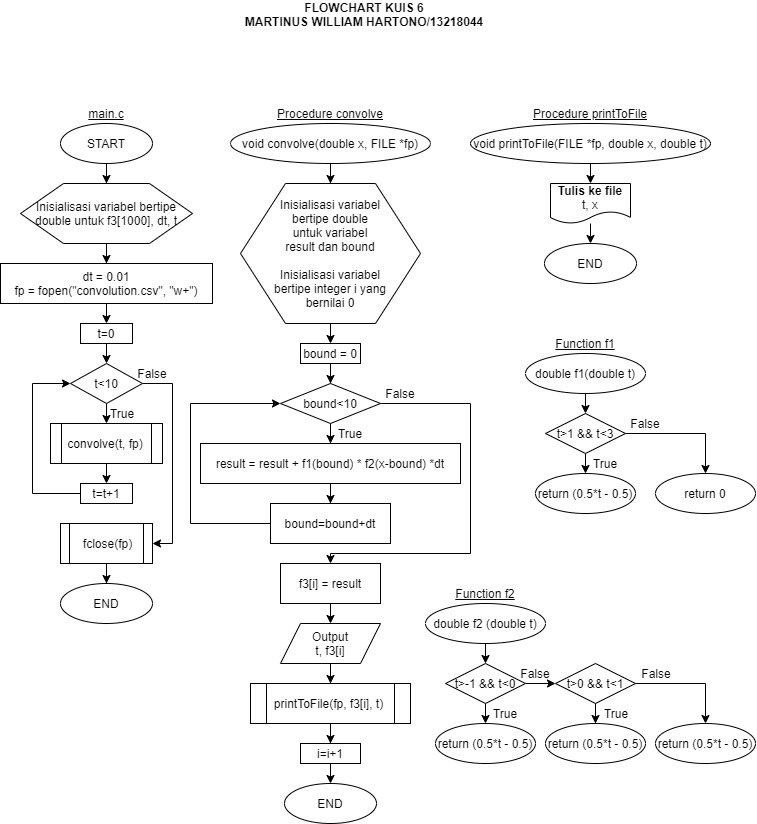 FLOWCHART KUIS 6
MARTINUS WILLIAM HARTONO/13218044
main.c
START
Inisialisasi variabel bertipe
double untuk f3[1000], dt, t
dt = 0.01
fp = fopen("convolution.csv", "w+")
t=0
t<10
False
True
convolve(t, fp)
t=t+1
fclose(fp)
END
Procedure convolve
void convolve(double x, FILE *fp)
Inisialisasi variabel
bertipe double
untuk variabel
result dan bound
Inisialisasi variabel
bertipe integer i yang
bernilai 0
bound = 0
bound<10
False
True
result = result + f1(bound) * f2(x-bound) *dt
bound=bound+dt
f3[i] = result
Output
t, f3[i]
printToFile(fp, f3[i], t)
i=i+1
END
Procedure printToFile
void printToFile(FILE *fp, double x, double t)
Tulis ke file
t, x
END
Function f1
double f1(double t)
t>1 && t<3
False
True
return (0.5*t - 0.5)
return 0
Function f2
double f2 (double t)
t>-1 && t<0
False
t>0 && t<1
False
True
True
return (0.5*t - 0.5)
return (0.5*t - 0.5)
return (0.5*t - 0.5)